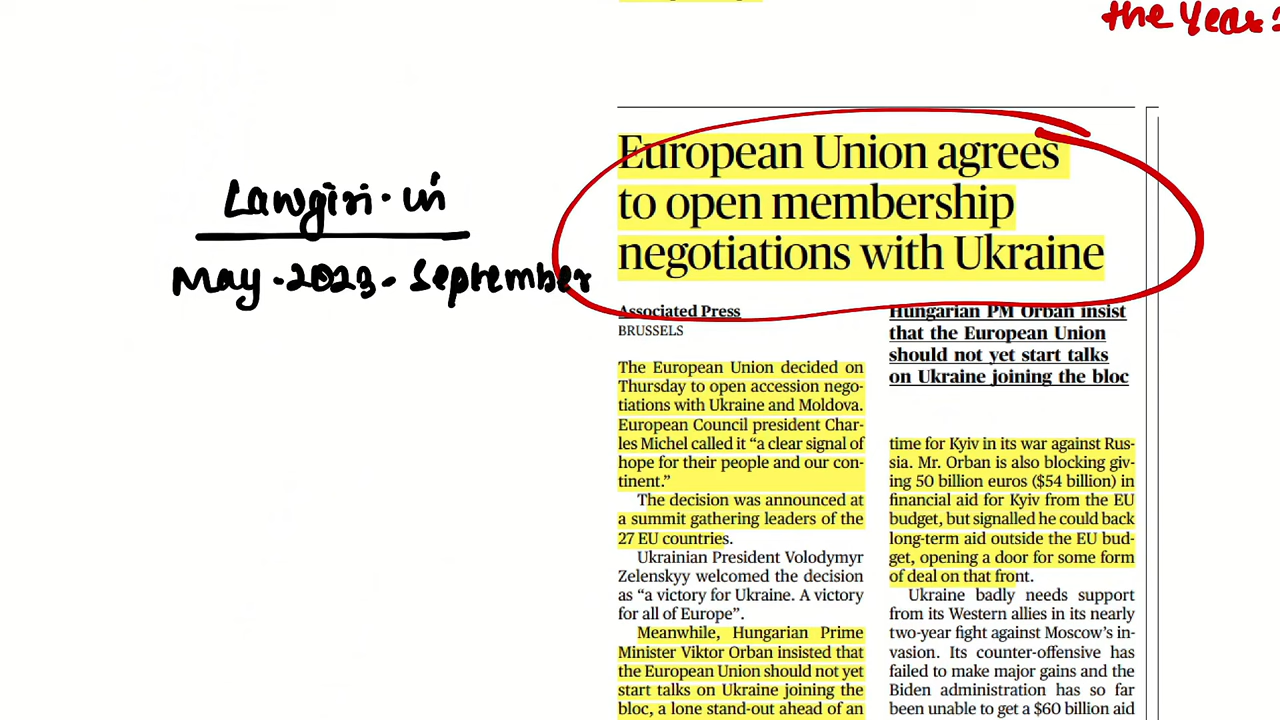 the Year
Lawgiri.in
May.2023.September
European Union agrees
to open membership
negotiations with Ukraine
Associated Press
BRUSSELS
The European Union decided on
Thursday to open accession nego-
tiations with Ukraine and Moldova.
European Council president Char-
les Michel called it “a clear signal of
hope for their people and our con-
tinent.”
The decision was announced at
a summit gathering leaders of the
27 EU countries.
Ukrainian President Volodymyr
Zelenskyy welcomed the decision
as “a victory for Ukraine. A victory
for all of Europe”.
Meanwhile, Hungarian Prime
Minister Viktor Orban insisted that
the European Union should not yet
start talks on Ukraine joining the
bloc, a lone stand-out ahead of an
Hungarian PM Orban insist
that the European Union
should not yet start talks
on Ukraine joining the bloc
time for Kyiv in its war against Rus-
sia. Mr. Orban is also blocking giv-
ing 50 billion euros ($54 billion) in
financial aid for Kyiv from the EU
budget, but signalled he could back
long-term aid outside the EU bud-
get, opening a door for some form
of deal on that front.
Ukraine badly needs support
from its Western allies in its nearly
two-year fight against Moscow’s in-
vasion. Its counter-offensive has
failed to make major gains and the
Biden administration has so far
been unable to get a $60 billion aid